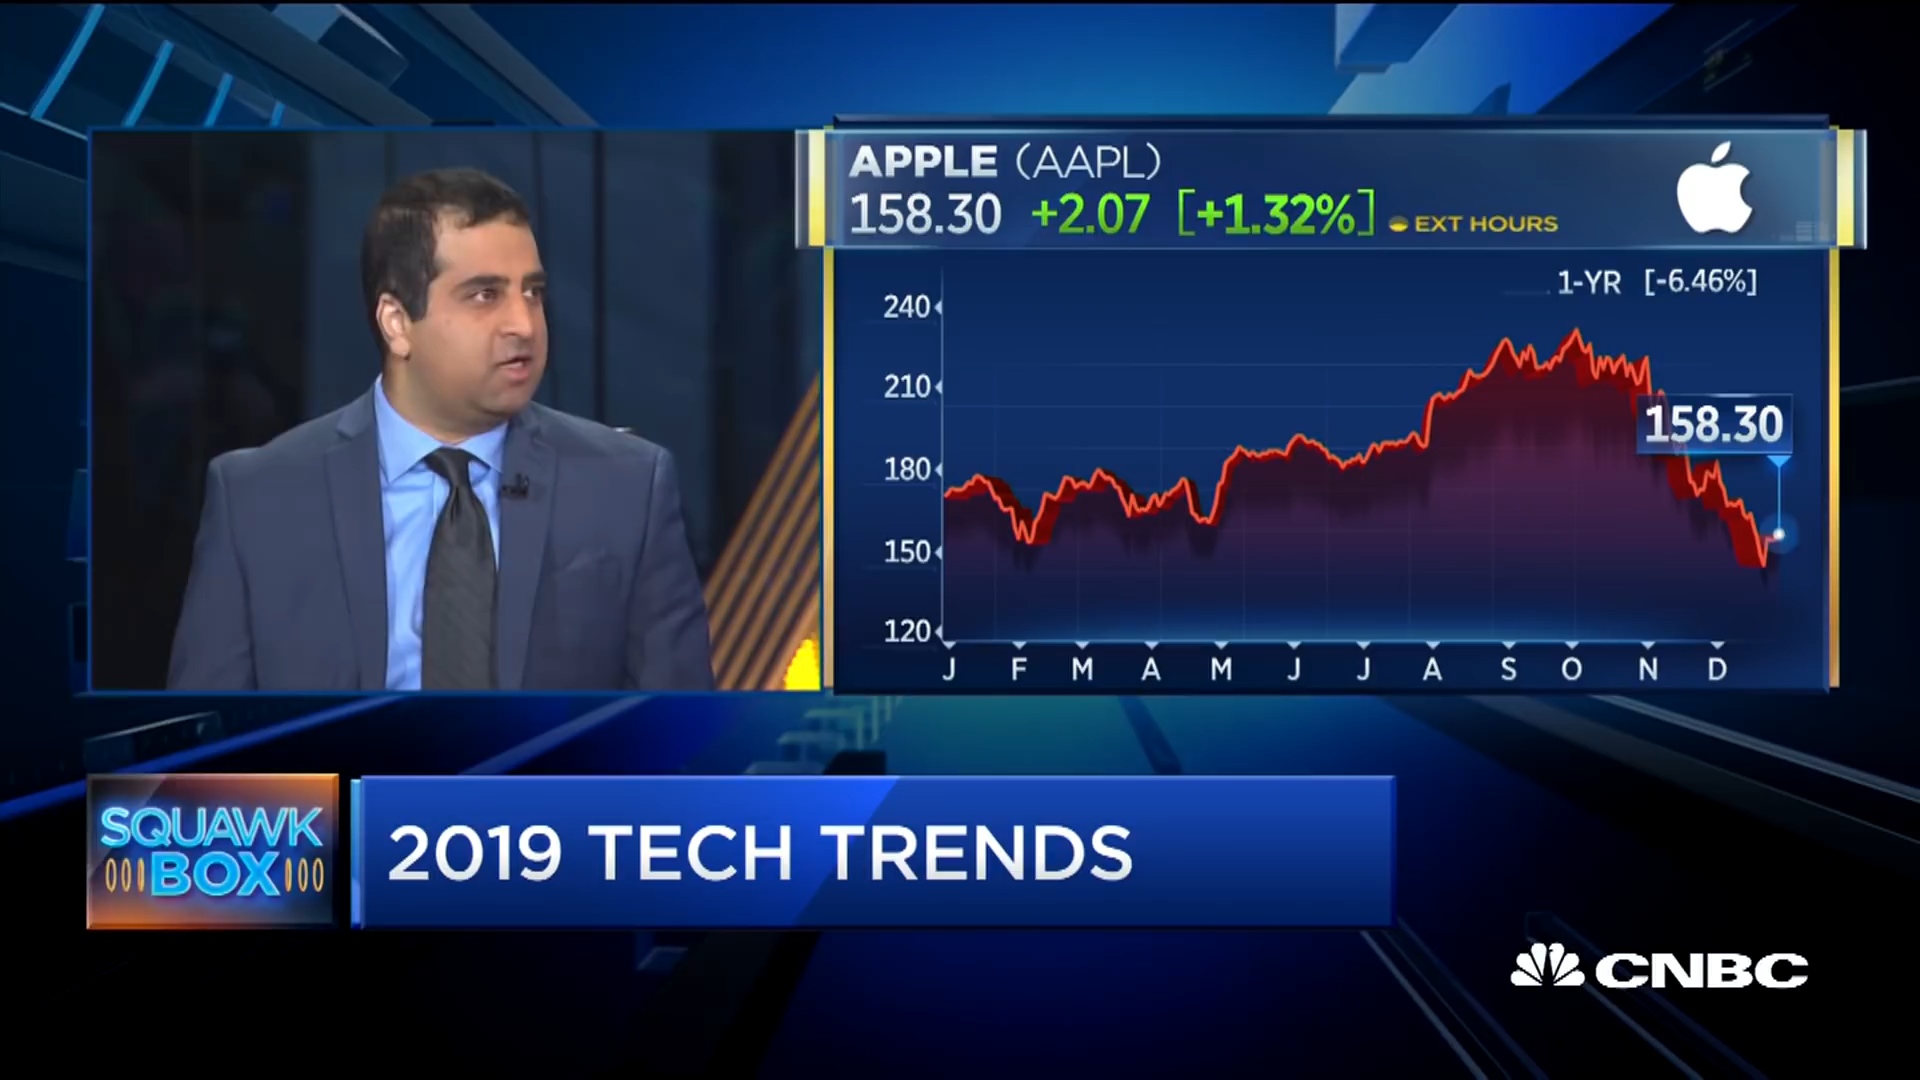 APPLE (AAPL)
158.30 +2.07 [+1.32%] EXT HOURS
1-YR [-6.46%]
240
210
158.30
180
150
120
J F M A M J J A S O N D
SQUAWK
BOX
2019 TECH TRENDS
CNBC